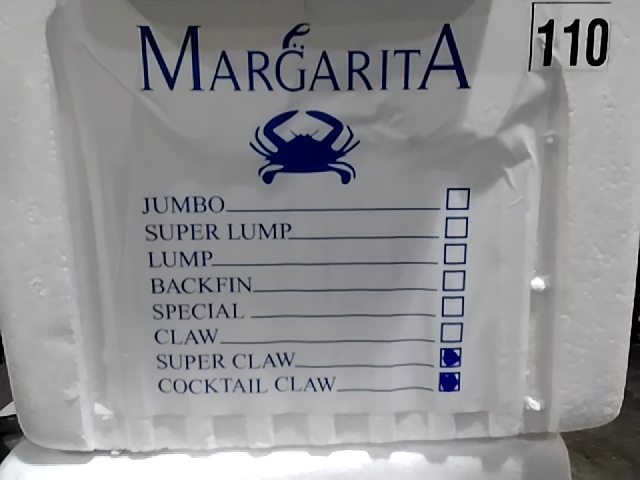 MARGARITA
110
JUMBO
SUPER LUMP
LUMP
BACKFIN
SPECIAL
CLAW
SUPER CLAW
COCKTAIL CLAW